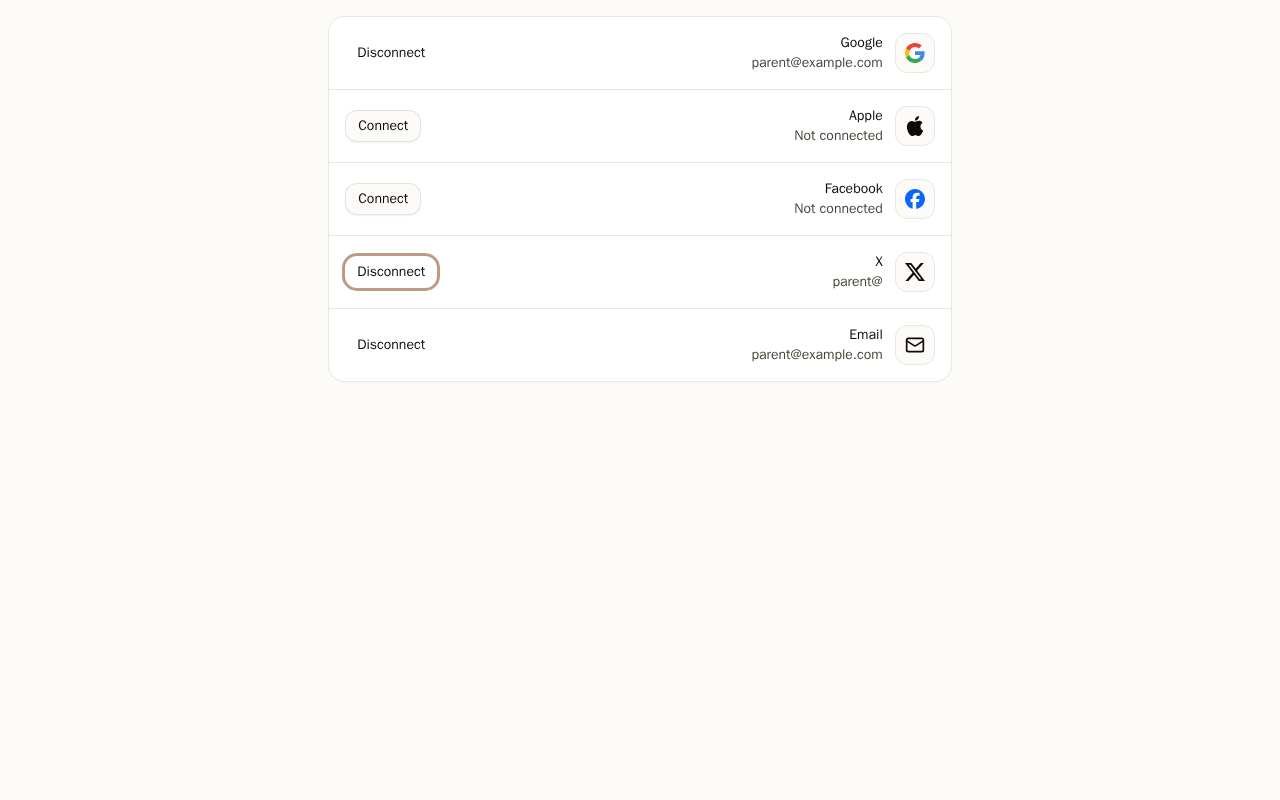 Google
parent@example.com
Disconnect
Apple
Not connected
Connect
Facebook
Not connected
Connect
X
parent@
Disconnect
Email
parent@example.com
Disconnect